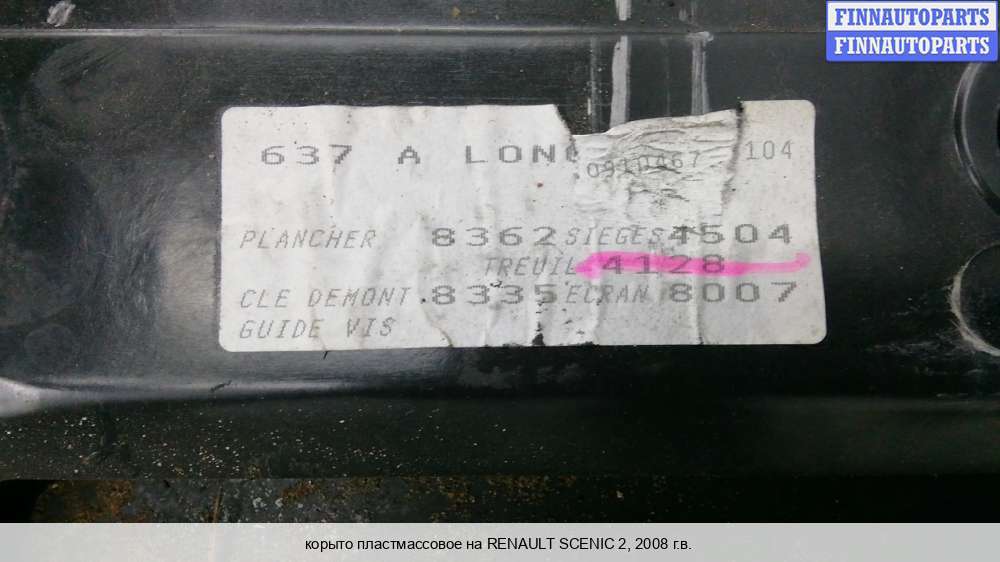 FINNAUTOPARTS
FINNAUTOPARTS
637 A LONG
0910467 104
PLANCHER 8362 SIEGES 4504
TREUIL 4128
CLE DEMONT 8335 ECRAN 8007
GUIDE VIS
корыто пластмассовое на RENAULT SCENIC 2, 2008 г.в.